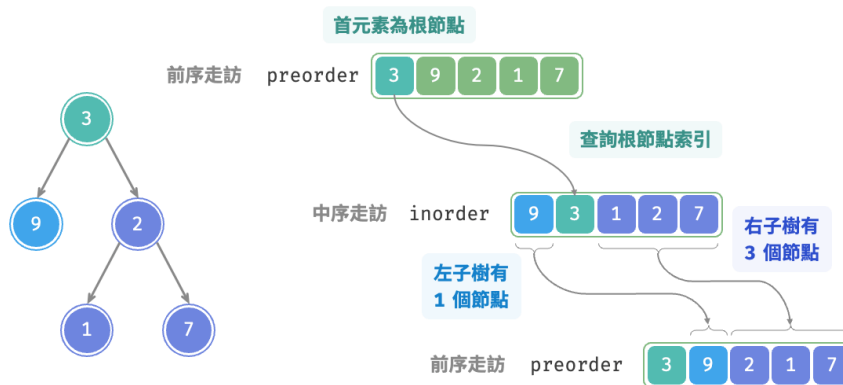 首元素為根節點
前序走訪 preorder 3 9 2 1 7
3
查詢根節點索引
9 2
中序走訪 inorder 9 3 1 2 7
右子樹有
3 個節點
左子樹有
1 個節點
1 7
前序走訪 preorder 3 9 2 1 7